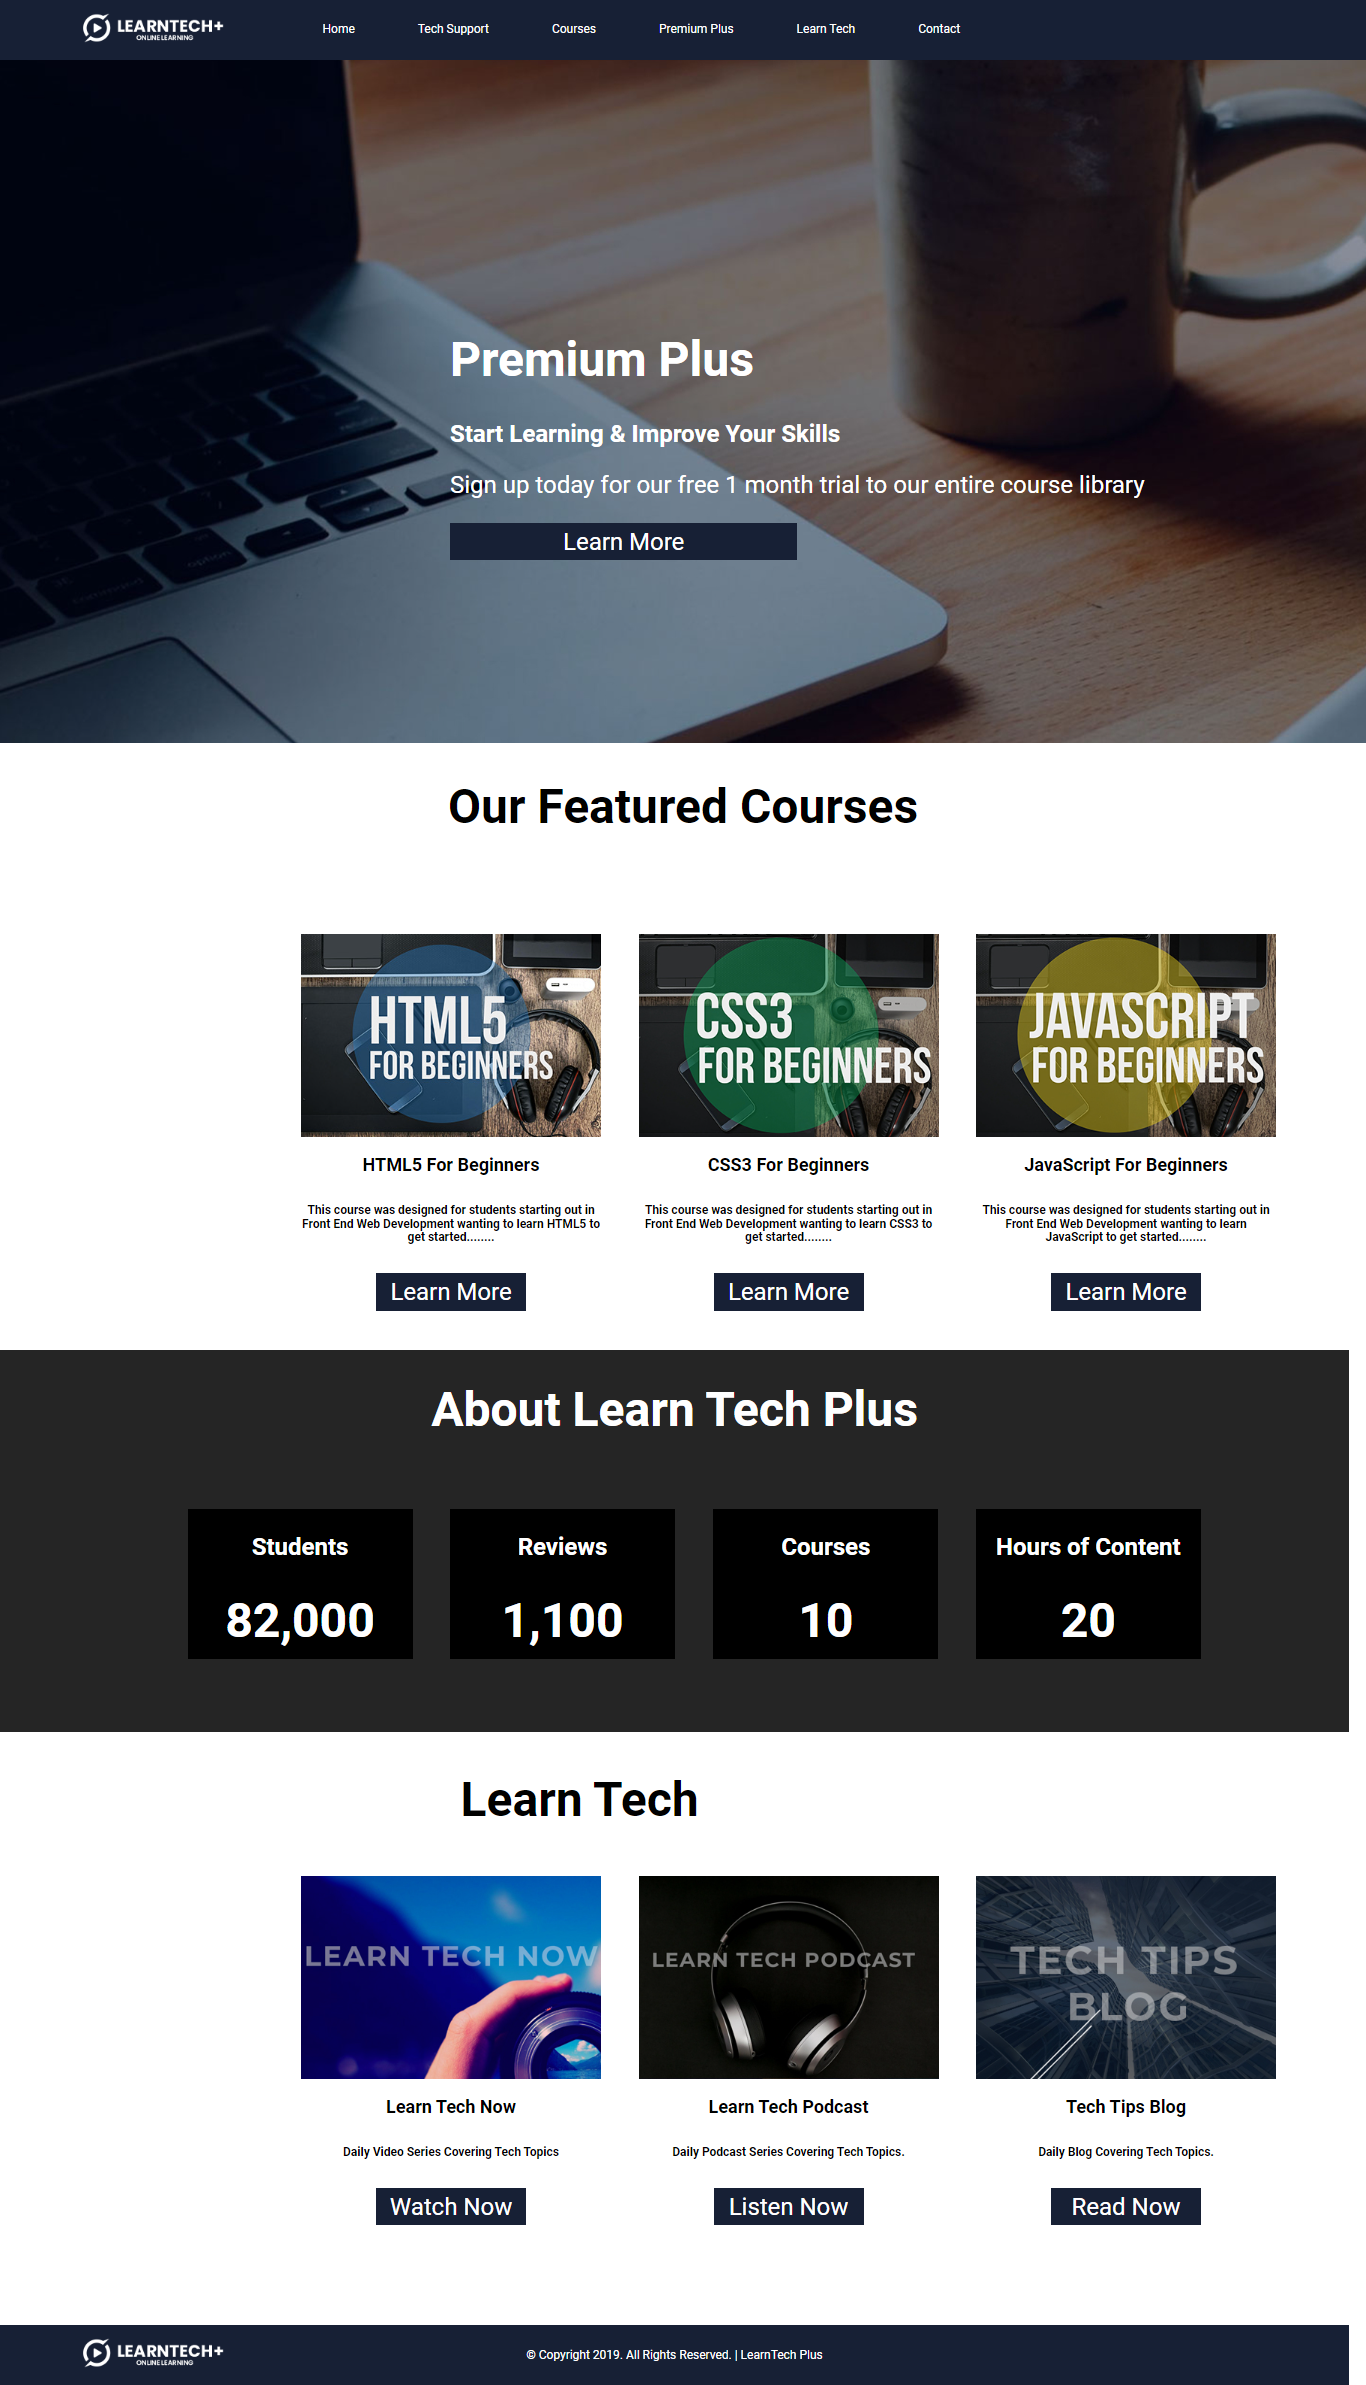 LEARNTECH+
ONLINE LEARNING
Home Tech Support Courses Premium Plus Learn Tech Contact
Premium Plus
Start Learning & Improve Your Skills
Sign up today for our free 1 month trial to our entire course library
Learn More
Our Featured Courses
HTML5
FOR BEGINNERS
CSS3
FOR BEGINNERS
JAVASCRIPT
FOR BEGINNERS
HTML5 For Beginners
This course was designed for students starting out in
Front End Web Development wanting to learn HTML5 to
get started........
Learn More
CSS3 For Beginners
This course was designed for students starting out in
Front End Web Development wanting to learn CSS3 to
get started........
Learn More
JavaScript For Beginners
This course was designed for students starting out in
Front End Web Development wanting to learn
JavaScript to get started........
Learn More
About Learn Tech Plus
Students
82,000
Reviews
1,100
Courses
10
Hours of Content
20
Learn Tech
LEARN TECH NOW
LEARN TECH PODCAST
TECH TIPS
BLOG
Learn Tech Now
Daily Video Series Covering Tech Topics
Watch Now
Learn Tech Podcast
Daily Podcast Series Covering Tech Topics.
Listen Now
Tech Tips Blog
Daily Blog Covering Tech Topics.
Read Now
LEARNTECH+
ONLINE LEARNING
© Copyright 2019. All Rights Reserved. | LearnTech Plus